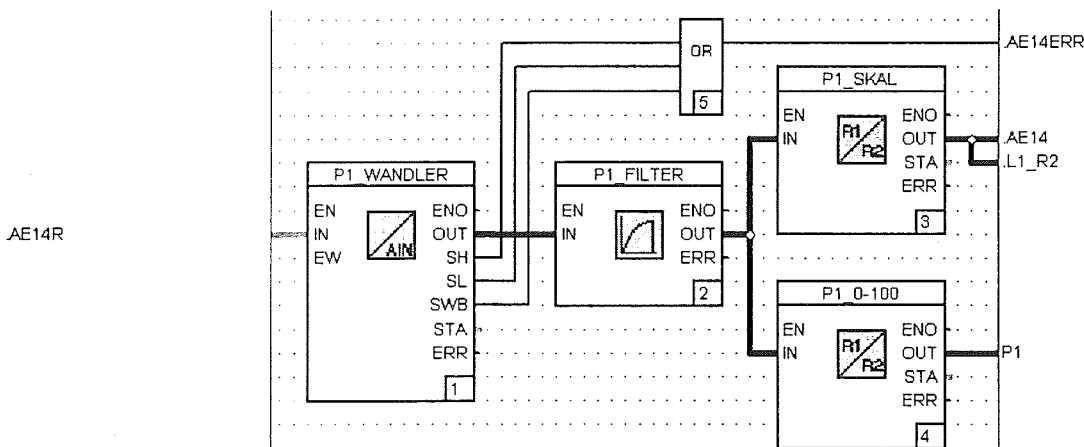 OR
5
.AE14ERR
P1_SKAL
EN
IN
R1
R2
ENO
OUT
STA
ERR
3
.AE14
.L1_R2
P1_WANDLER
EN
IN
EW
AIN
ENO
OUT
SH
SL
SWB
STA
ERR
1
P1_FILTER
EN
IN
ENO
OUT
ERR
2
.AE14R
P1_0-100
EN
IN
R1
R2
ENO
OUT
STA
ERR
4
P1